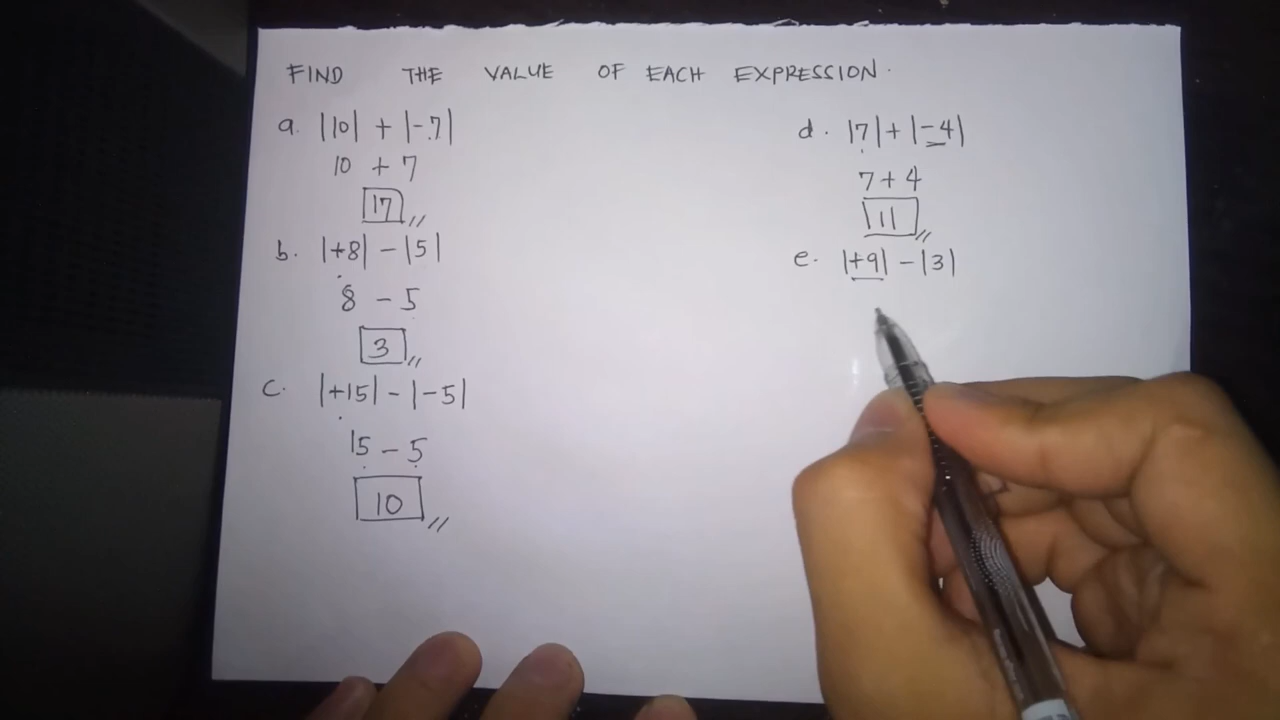 FIND THE VALUE OF EACH EXPRESSION.
a. |10| + |-7|
10 + 7
17
b. |+8| - |5|
8 - 5
3
c. |+15| - |-5|
15 - 5
10
d. |7| + |-4|
7 + 4
11
e. |+9| - |3|